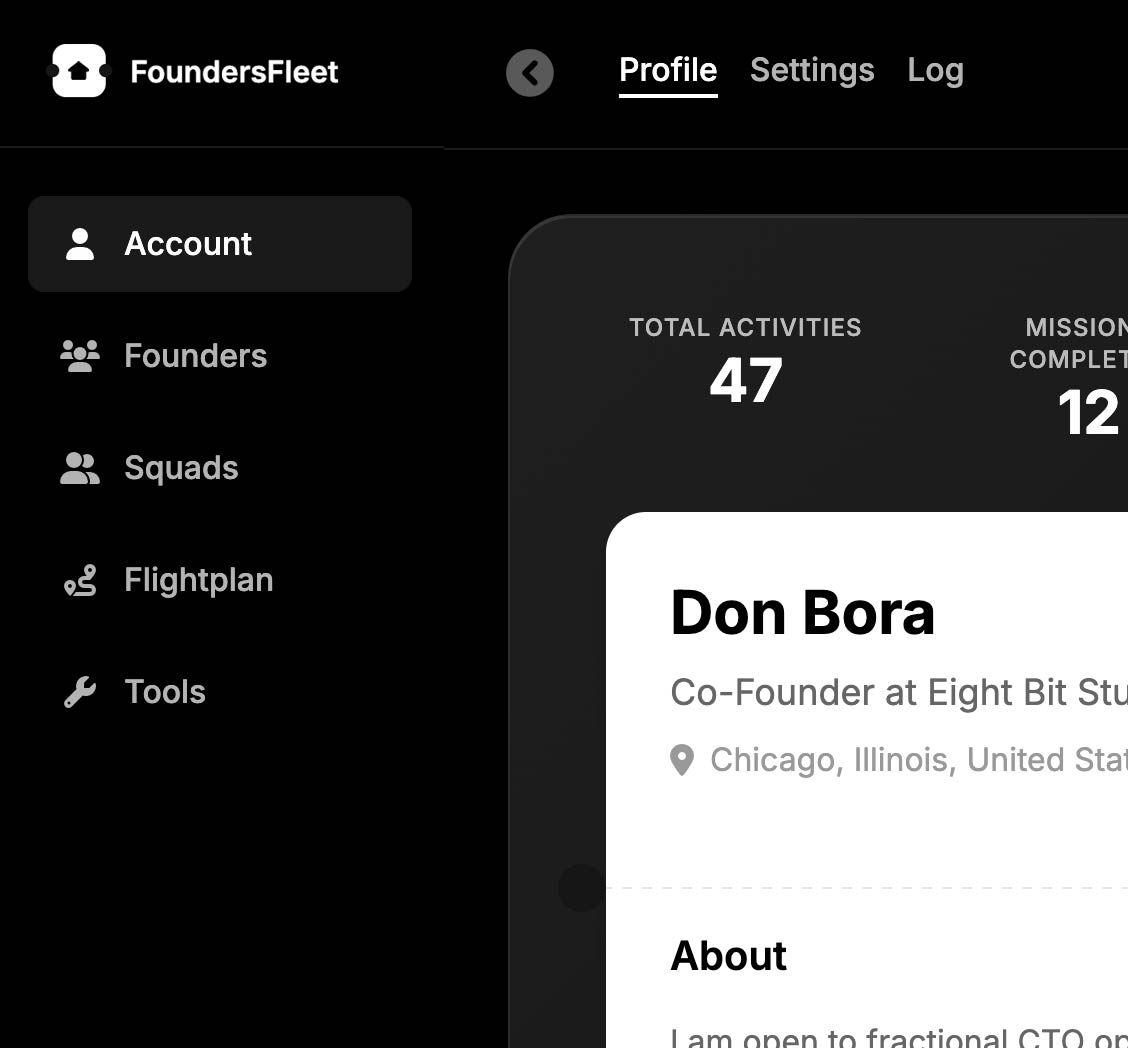 FoundersFleet
Profile Settings Log
Account
Founders
Squads
Flightplan
Tools
TOTAL ACTIVITIES
47
MISSION
COMPLET
12
Don Bora
Co-Founder at Eight Bit Stu
Chicago, Illinois, United Stat
About
I am open to fractional CTO op